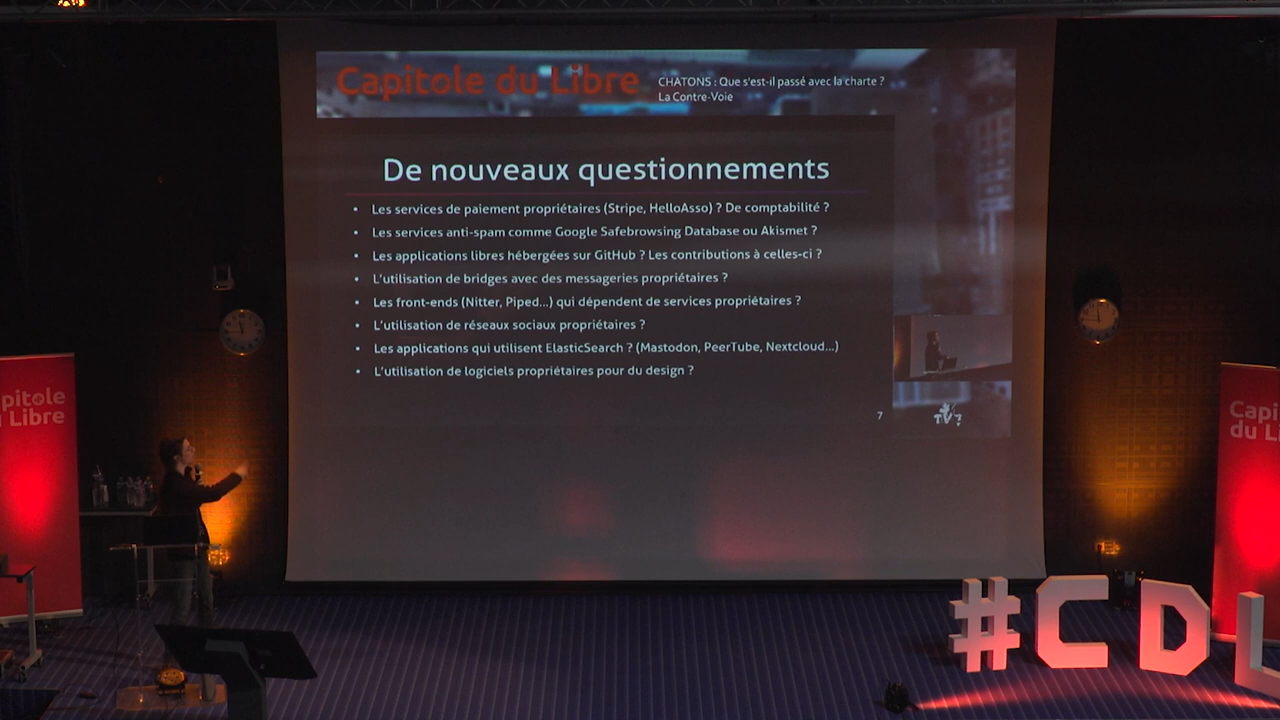 Capitole du Libre
CHATONS : Que s'est-il passé avec la charte ?
La Contre-Voie
De nouveaux questionnements
• Les services de paiement propriétaires (Stripe, HelloAsso) ? De comptabilité ?
• Les services anti-spam comme Google Safebrowsing Database ou Akismet ?
• Les applications libres hébergées sur GitHub ? Les contributions à celles-ci ?
• L'utilisation de bridges avec des messageries propriétaires ?
• Les front-ends (Nitter, Piped...) qui dépendent de services propriétaires ?
• L'utilisation de réseaux sociaux propriétaires ?
• Les applications qui utilisent ElasticSearch ? (Mastodon, PeerTube, Nextcloud...)
• L'utilisation de logiciels propriétaires pour du design ?
7
pitole
u Libre
Capi
du Li
#CDL